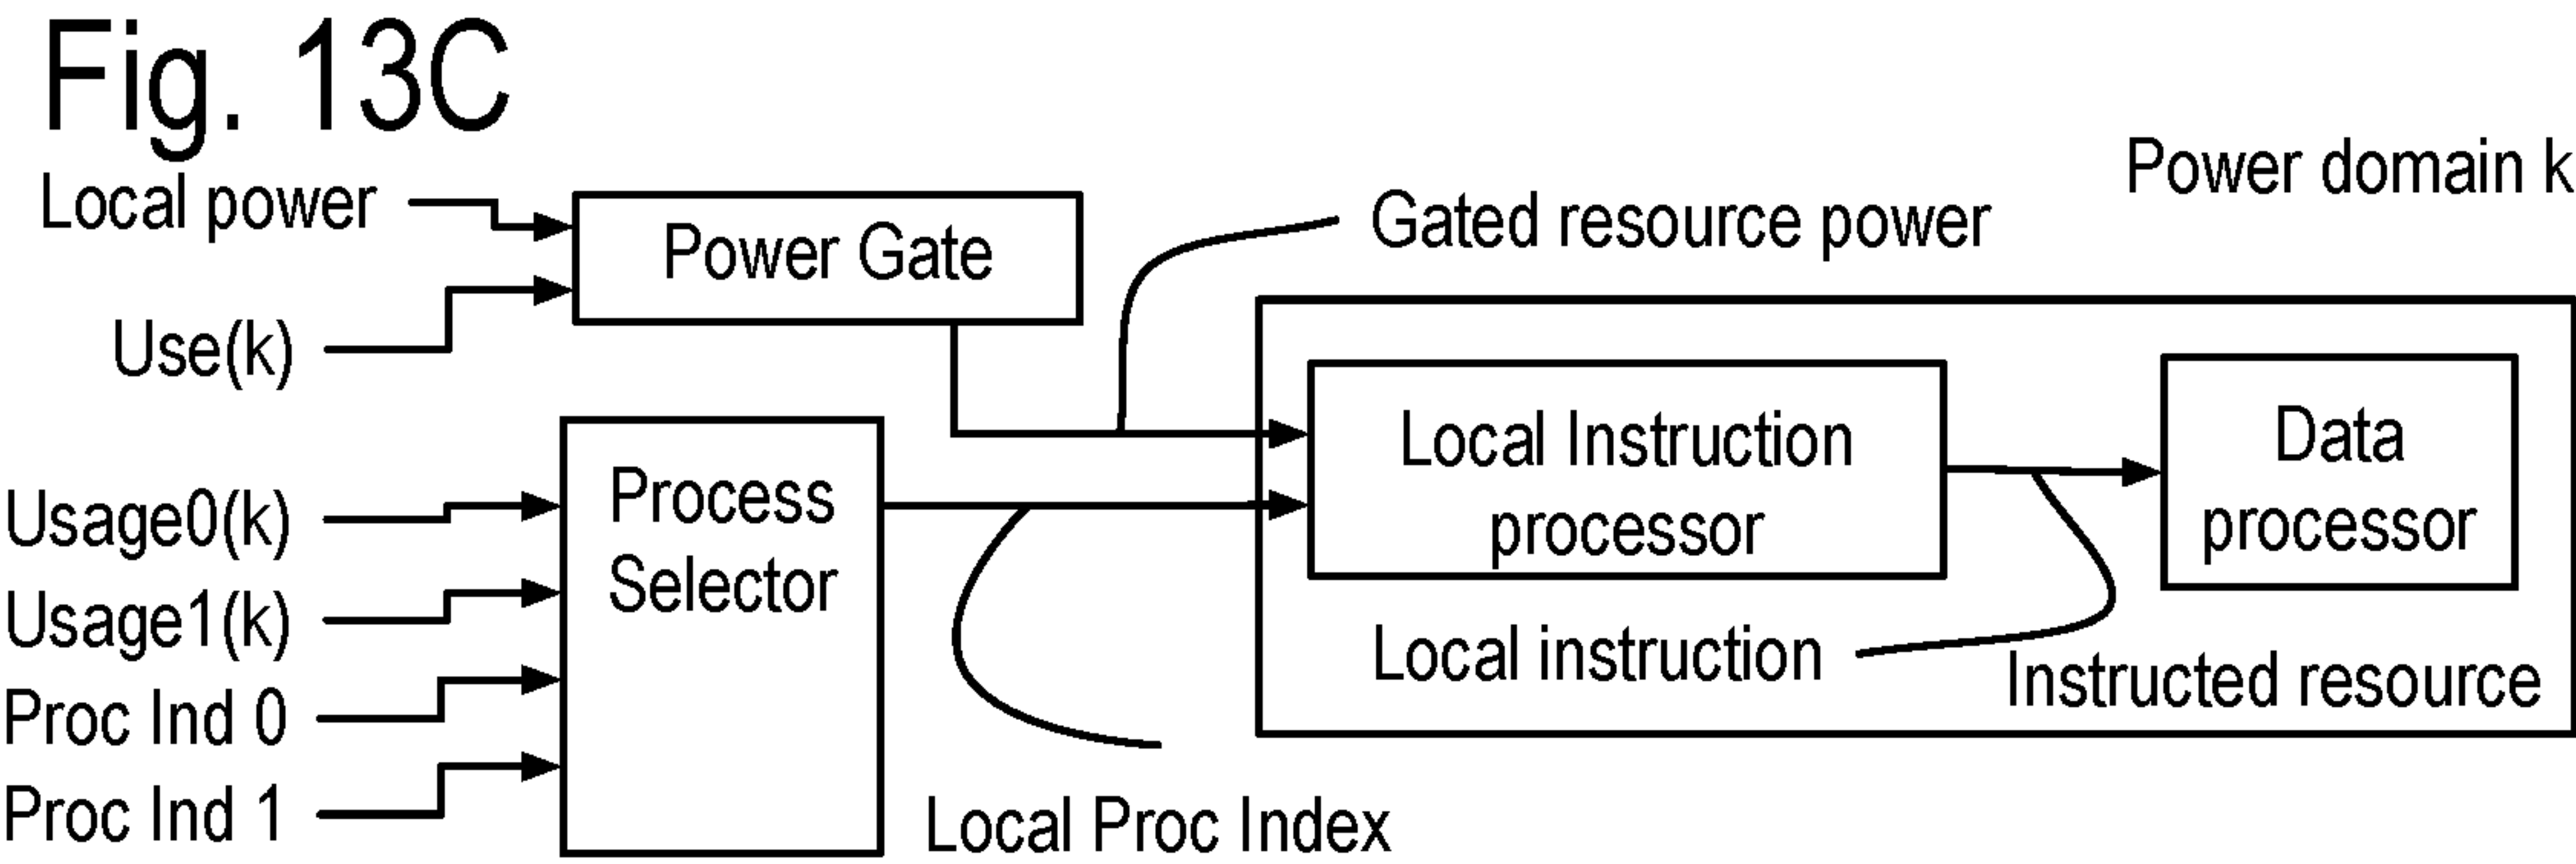 Fig. 13C
Power domain k
Local power
Power Gate
Gated resource power
Use(k)
Usage0(k)
Usage1(k)
Proc Ind 0
Proc Ind 1
Process
Selector
Local Proc Index
Local Instruction
processor
Data
processor
Local instruction
Instructed resource